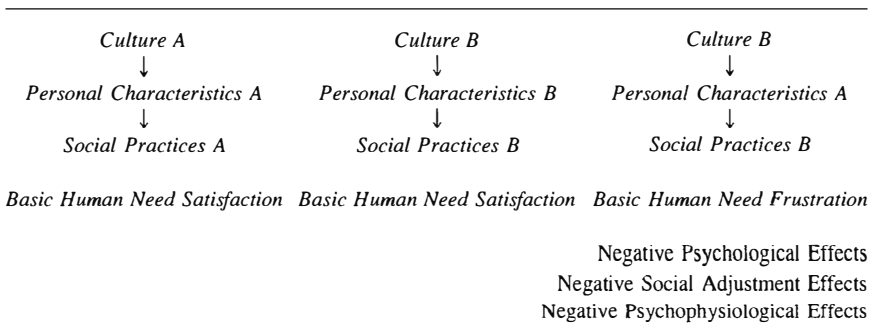 Culture A Culture B Culture B
↓ ↓ ↓
Personal Characteristics A Personal Characteristics B Personal Characteristics A
↓ ↓ ↓
Social Practices A Social Practices B Social Practices B
Basic Human Need Satisfaction Basic Human Need Satisfaction Basic Human Need Frustration
Negative Psychological Effects
Negative Social Adjustment Effects
Negative Psychophysiological Effects